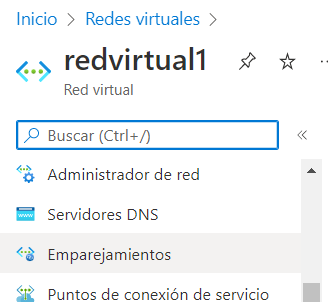 Inicio > Redes virtuales >
redvirtual1
Red virtual
Buscar (Ctrl+/)
Administrador de red
Servidores DNS
Emparejamientos
Puntos de conexión de servicio